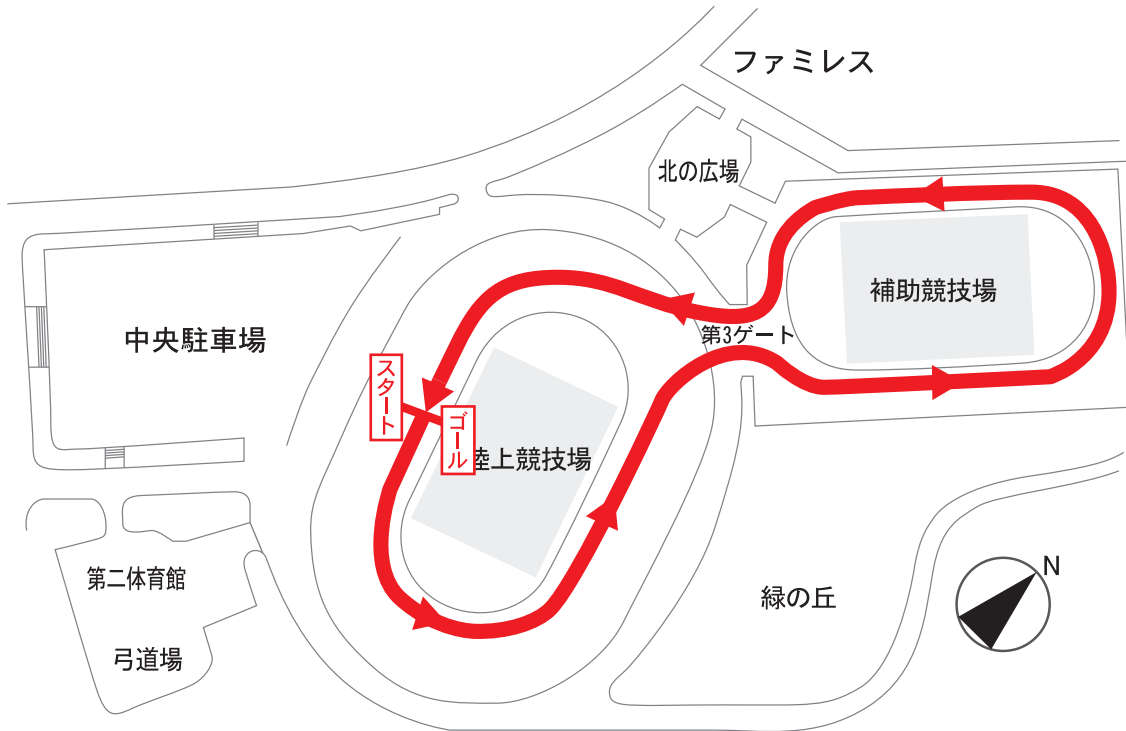 ファミレス
北の広場
補助競技場
中央駐車場
第3ゲート
スタート
ゴール
陸上競技場
第二体育館
緑の丘
N
弓道場